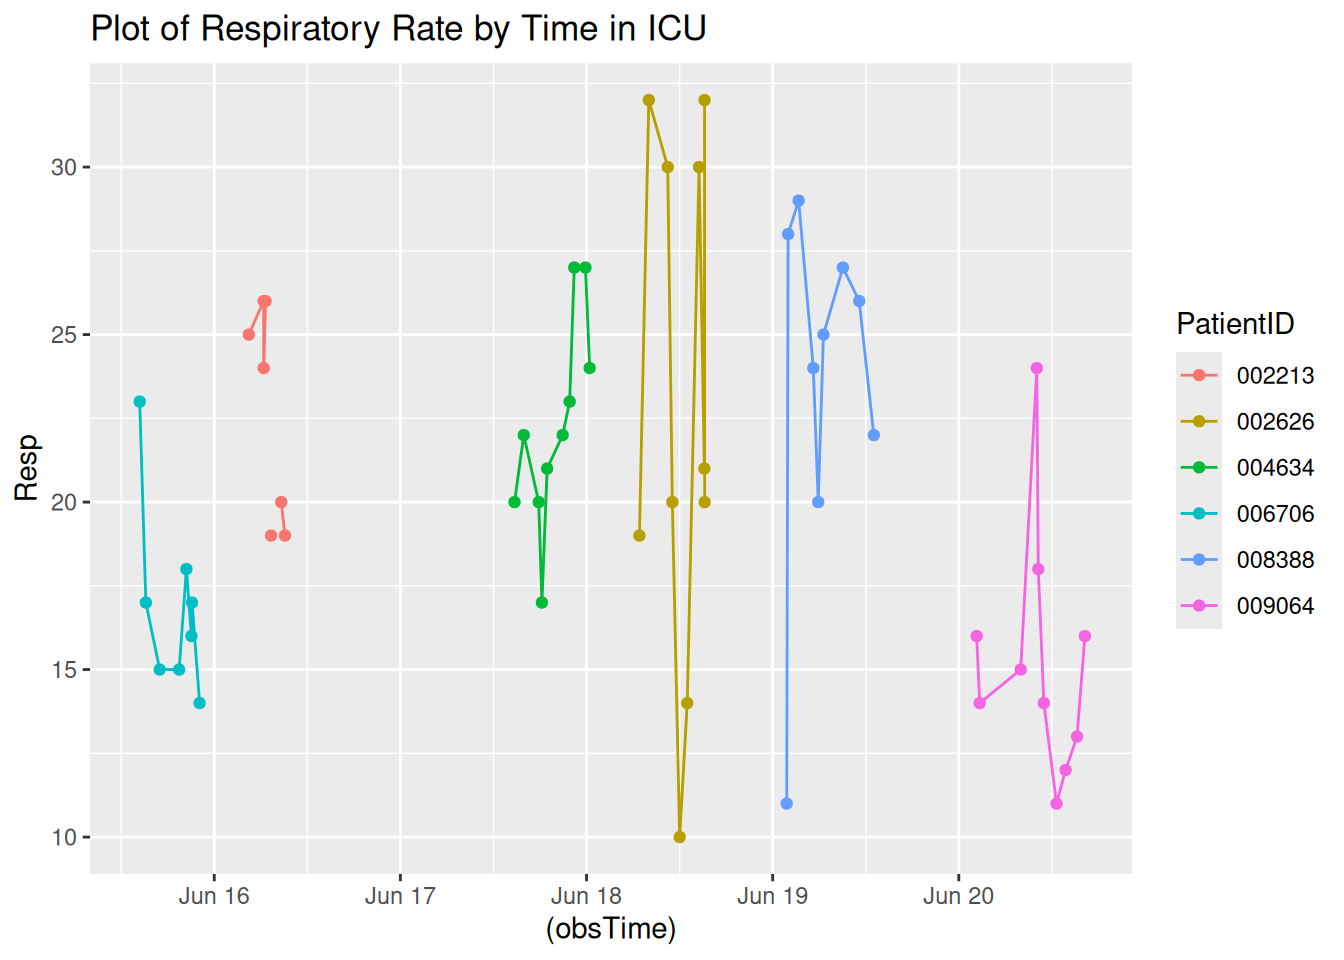 Plot of Respiratory Rate by Time in ICU
Resp
30
25
20
15
10
Jun 16 Jun 17 Jun 18 Jun 19 Jun 20
(obsTime)
PatientID
002213
002626
004634
006706
008388
009064